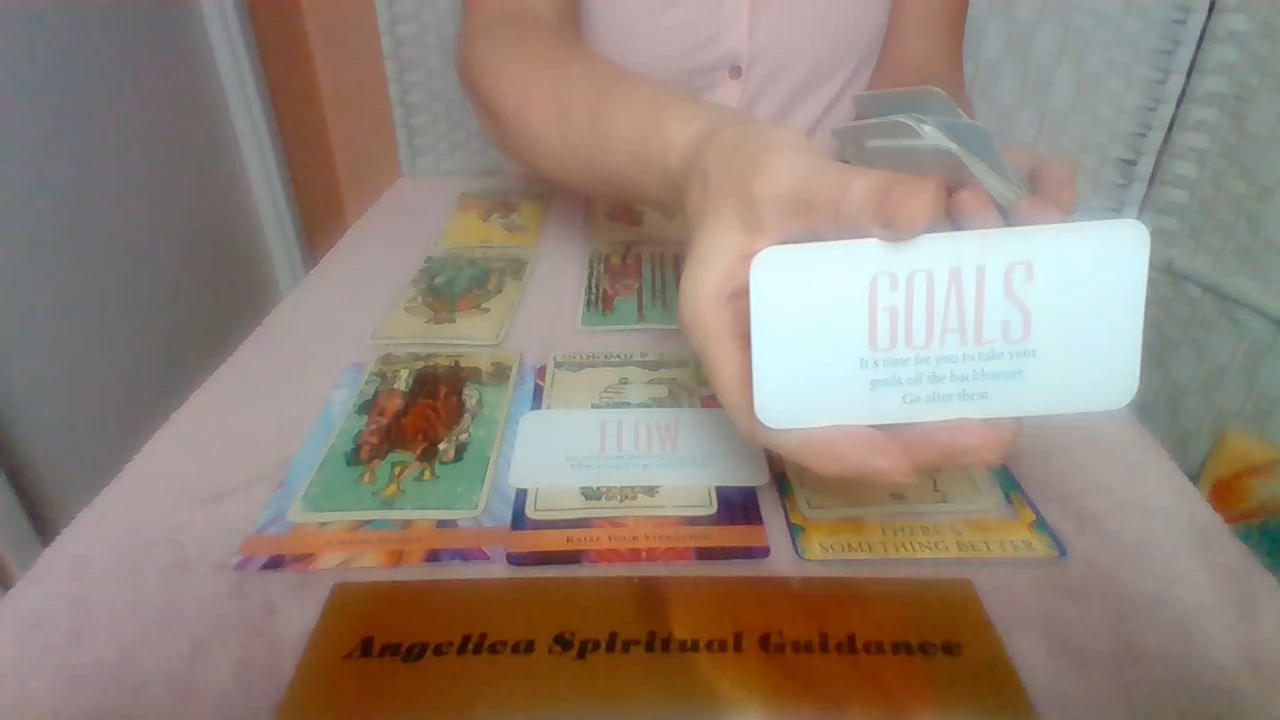 GOALS
It's time for you to take your
goals off the backburner
Go after them
FLOW
RAISE YOUR VIBRATION
THERE'S
SOMETHING BETTER
Angelica Spiritual Guidance